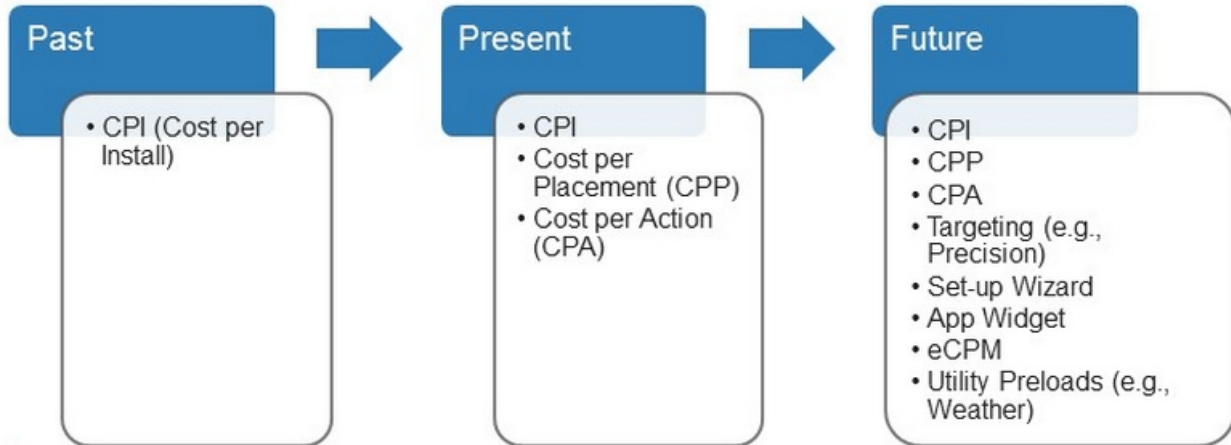 Past
• CPI (Cost per
Install)
Present
• CPI
• Cost per
Placement (CPP)
• Cost per Action
(CPA)
Future
• CPI
• CPP
• CPA
• Targeting (e.g.,
Precision)
• Set-up Wizard
• App Widget
• eCPM
• Utility Preloads (e.g.,
Weather)